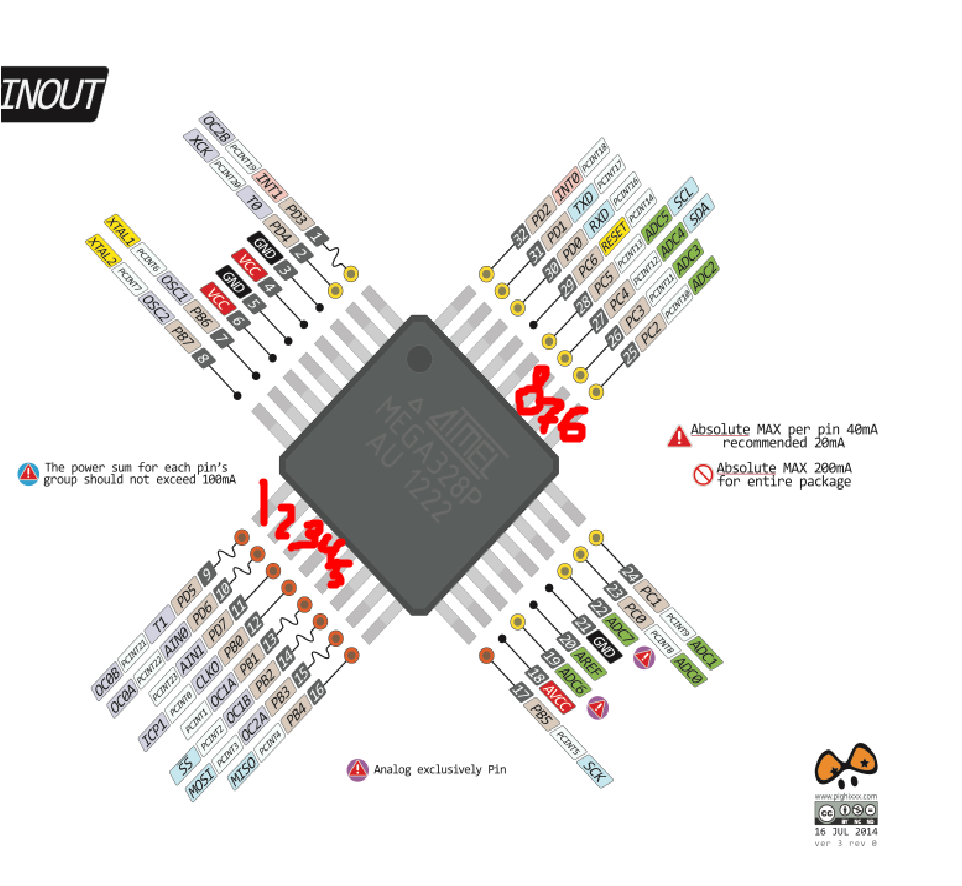 INOUT
OC2B PCINT19 INT1 PD3 1
XCK PCINT20 T0 PD4 2
GND 3
VCC 4
GND 5
VCC 6
XTAL1 PCINT6 OSC1 PB6 7
XTAL2 PCINT7 OSC2 PB7 8
32 PD2 INT0 PCINT18
31 PD1 TXD PCINT17
30 PD0 RXD PCINT16
29 PC6 RESET PCINT14
28 PC5 PCINT13 ADC5 SCL
27 PC4 PCINT12 ADC4 SDA
26 PC3 PCINT11 ADC3
25 PC2 PCINT10 ADC2
ATMEL
MEGA328P
AU 1222
8 7 6
1 2 3 4 5
Absolute MAX per pin 40mA
recommended 20mA
Absolute MAX 200mA
for entire package
The power sum for each pin's
group should not exceed 100mA
OC0B PCINT21 T1 PD5 9
OC0A PCINT22 AIN0 PD6 10
PCINT23 AIN1 PD7 11
ICP1 PCINT0 CLKO PB0 12
PCINT1 OC1A PB1 13
SS PCINT2 OC1B PB2 14
MOSI PCINT3 OC2A PB3 15
MISO PCINT4 PB4 16
24 PC1 PCINT9 ADC1
23 PC0 PCINT8 ADC0
22 ADC7
21 GND
20 AREF
19 ADC6
18 AVCC
17 PB5 PCINT5 SCK
Analog exclusively Pin
www.pighixxx.com
cc BY NC ND
16 JUL 2014
ver 3 rev 0